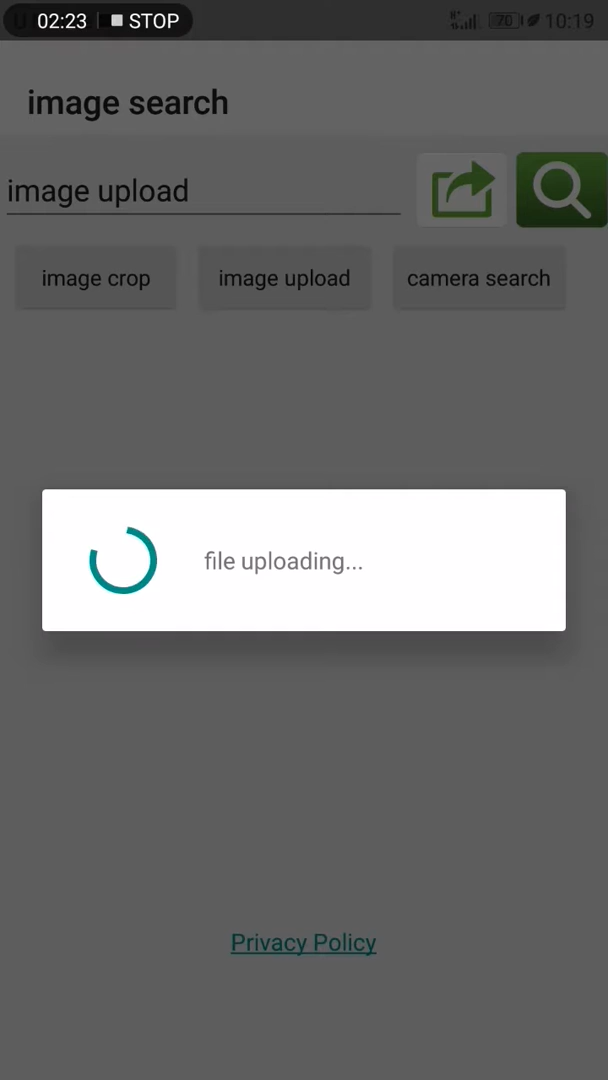 02:23 STOP 70 10:19
image search
image upload
image crop image upload camera search
file uploading...
Privacy Policy